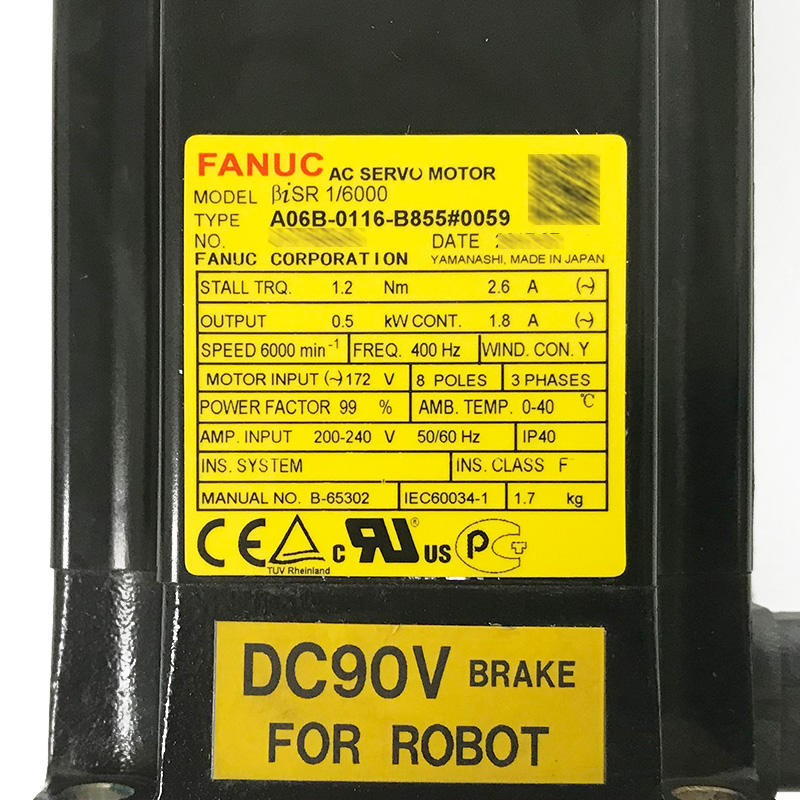 FANUC AC SERVO MOTOR
MODEL βiSR 1/6000
TYPE A06B-0116-B855#0059
NO. DATE
FANUC CORPORATION YAMANASHI, MADE IN JAPAN
STALL TRQ. 1.2 Nm 2.6 A (~)
OUTPUT 0.5 kW CONT. 1.8 A (~)
SPEED 6000 min⁻¹ FREQ. 400 Hz WIND. CON. Y
MOTOR INPUT (~) 172 V 8 POLES 3 PHASES
POWER FACTOR 99 % AMB. TEMP. 0-40 ℃
AMP. INPUT 200-240 V 50/60 Hz IP40
INS. SYSTEM INS. CLASS F
MANUAL NO. B-65302 IEC60034-1 1.7 kg
CE c RU ® US PCT
TUV Rheinland
DC90V BRAKE
FOR ROBOT